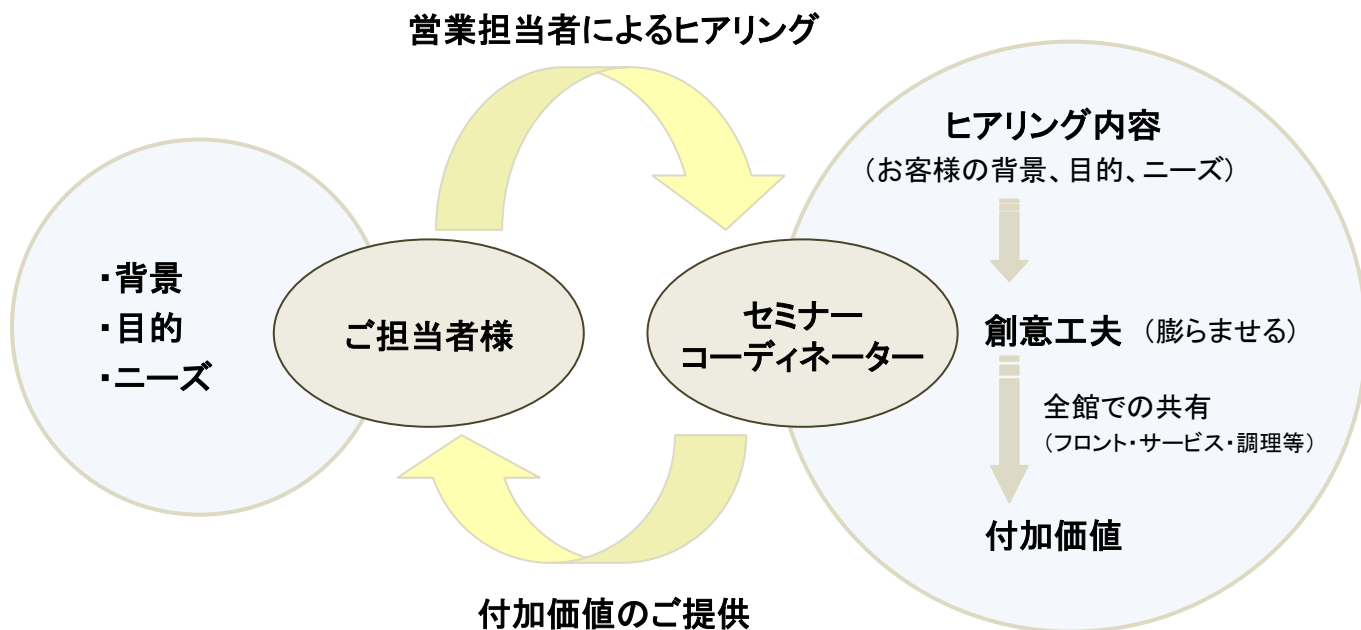 営業担当者によるヒアリング
ヒアリング内容
（お客様の背景、目的、ニーズ）
・背景
・目的
・ニーズ
ご担当者様
セミナー
コーディネーター
創意工夫（膨らませる）
全館での共有
（フロント・サービス・調理等）
付加価値
付加価値のご提供